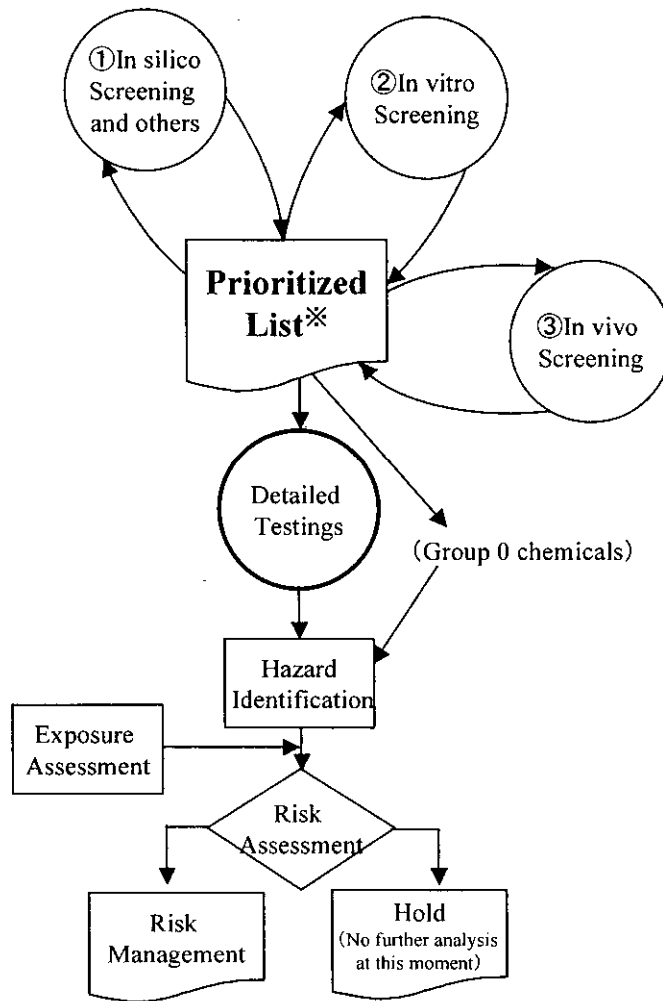 ①In silico
Screening
and others
②In vitro
Screening
Prioritized
List※
③In vivo
Screening
Detailed
Testings
(Group 0 chemicals)
Hazard
Identification
Exposure
Assessment
Risk
Assessment
Risk
Management
Hold
(No further analysis
at this moment)